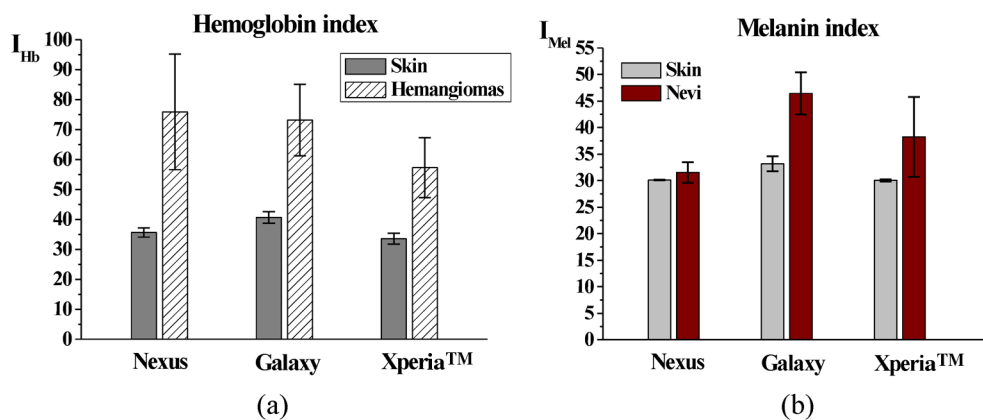 Hemoglobin index
I_Hb
100
90
80
70
60
50
40
30
20
10
0
Skin
Hemangiomas
Nexus
Galaxy
Xperia™
(a)
Melanin index
I_Mel
55
50
45
40
35
30
25
20
15
10
5
0
Skin
Nevi
Nexus
Galaxy
Xperia™
(b)